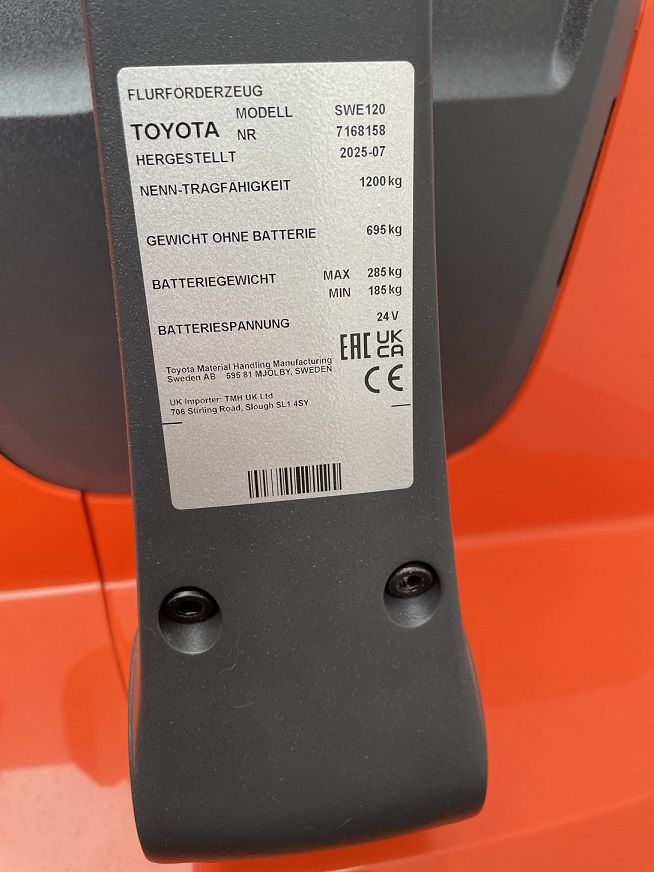 FLURFÖRDERZEUG
MODELL SWE120
TOYOTA NR 7168158
HERGESTELLT 2025-07
NENN-TRAGFÄHIGKEIT 1200 kg
GEWICHT OHNE BATTERIE 695 kg
BATTERIEGEWICHT MAX 285 kg
MIN 185 kg
BATTERIESPANNUNG 24 V
EAC UK
CA
Toyota Material Handling Manufacturing
Sweden AB 595 81 MJÖLBY, SWEDEN
CE
UK Importer: TMH UK Ltd
706 Stirling Road, Slough SL1 4SY